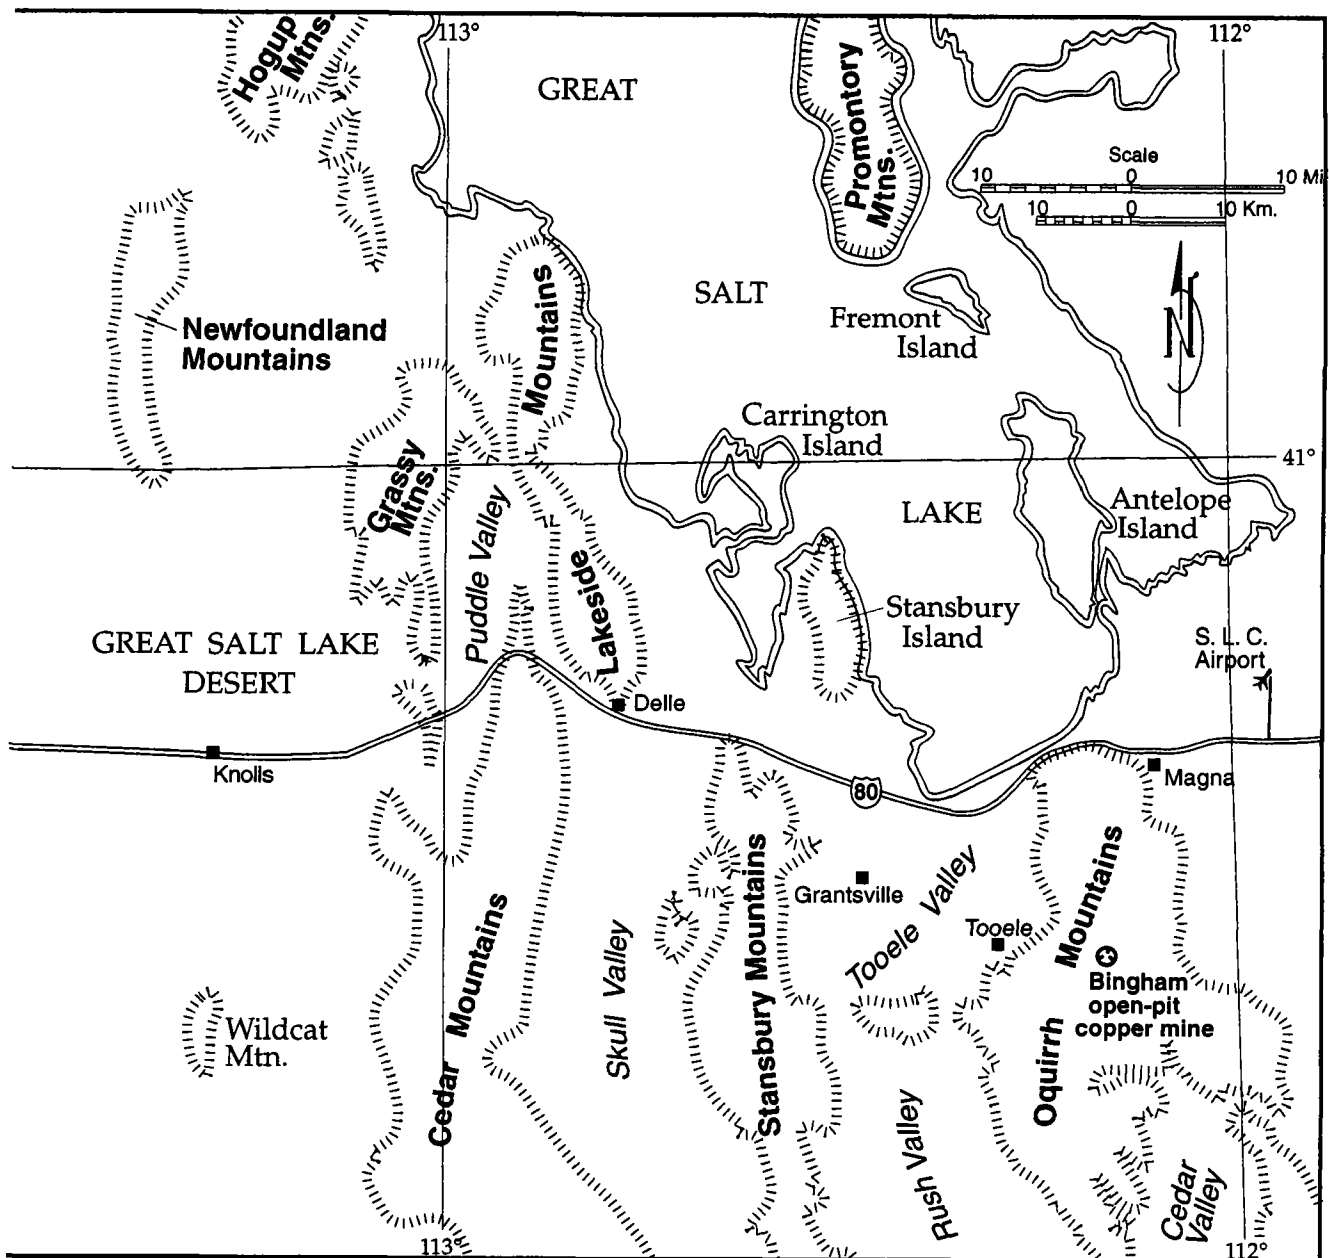 113°
112°
Hogup
Mtns.
GREAT
Promontory
Mtns.
Scale
10 0 10 Mi
10 0 10 Km.
N
SALT
Newfoundland
Mountains
Mountains
Fremont
Island
Carrington
Island
41°
Grassy
Mtns.
Puddle Valley
LAKE
Antelope
Island
Lakeside
Stansbury
Island
GREAT SALT LAKE
DESERT
S. L. C.
Airport
Delle
Knolls
80
Magna
Grantsville
Tooele Valley
Tooele
Mountains
Bingham
open-pit
copper mine
Oquirrh
Stansbury Mountains
Skull Valley
Cedar Mountains
Wildcat
Mtn.
Rush Valley
Cedar
Valley
113°
112°